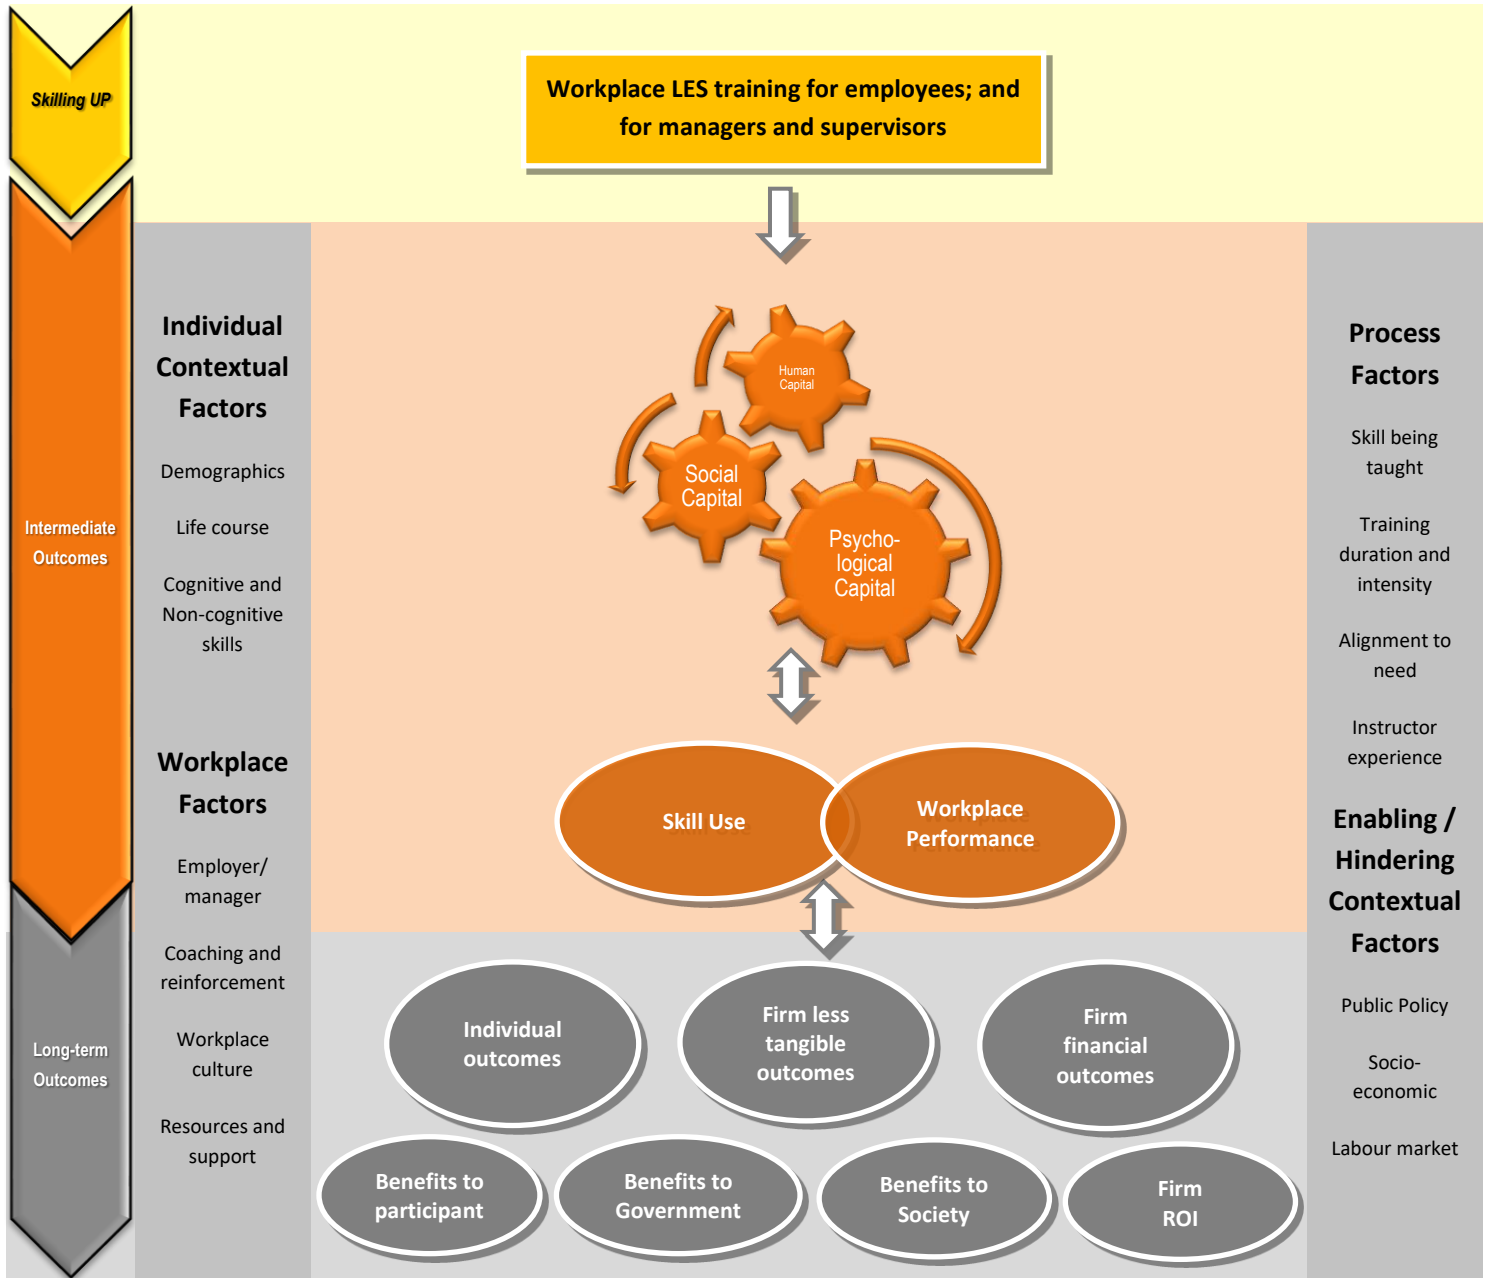 Skilling UP
Workplace LES training for employees; and
for managers and supervisors
Intermediate
Outcomes
Long-term
Outcomes
Individual
Contextual
Factors
Demographics
Life course
Cognitive and
Non-cognitive
skills
Workplace
Factors
Employer/
manager
Coaching and
reinforcement
Workplace
culture
Resources and
support
Human
Capital
Social
Capital
Psycho-
logical
Capital
Skill Use
Workplace
Performance
Individual
outcomes
Firm less
tangible
outcomes
Firm
financial
outcomes
Benefits to
participant
Benefits to
Government
Benefits to
Society
Firm
ROI
Process
Factors
Skill being
taught
Training
duration and
intensity
Alignment to
need
Instructor
experience
Enabling /
Hindering
Contextual
Factors
Public Policy
Socio-
economic
Labour market